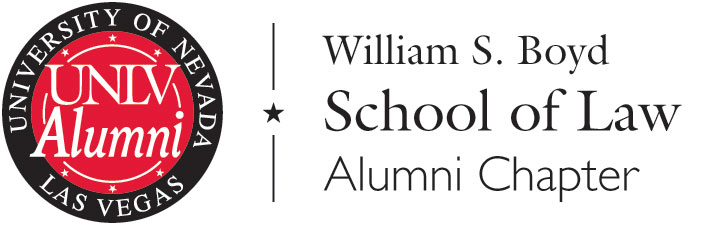 UNIVERSITY OF NEVADA
UNLV
Alumni
LAS VEGAS
William S. Boyd
School of Law
Alumni Chapter